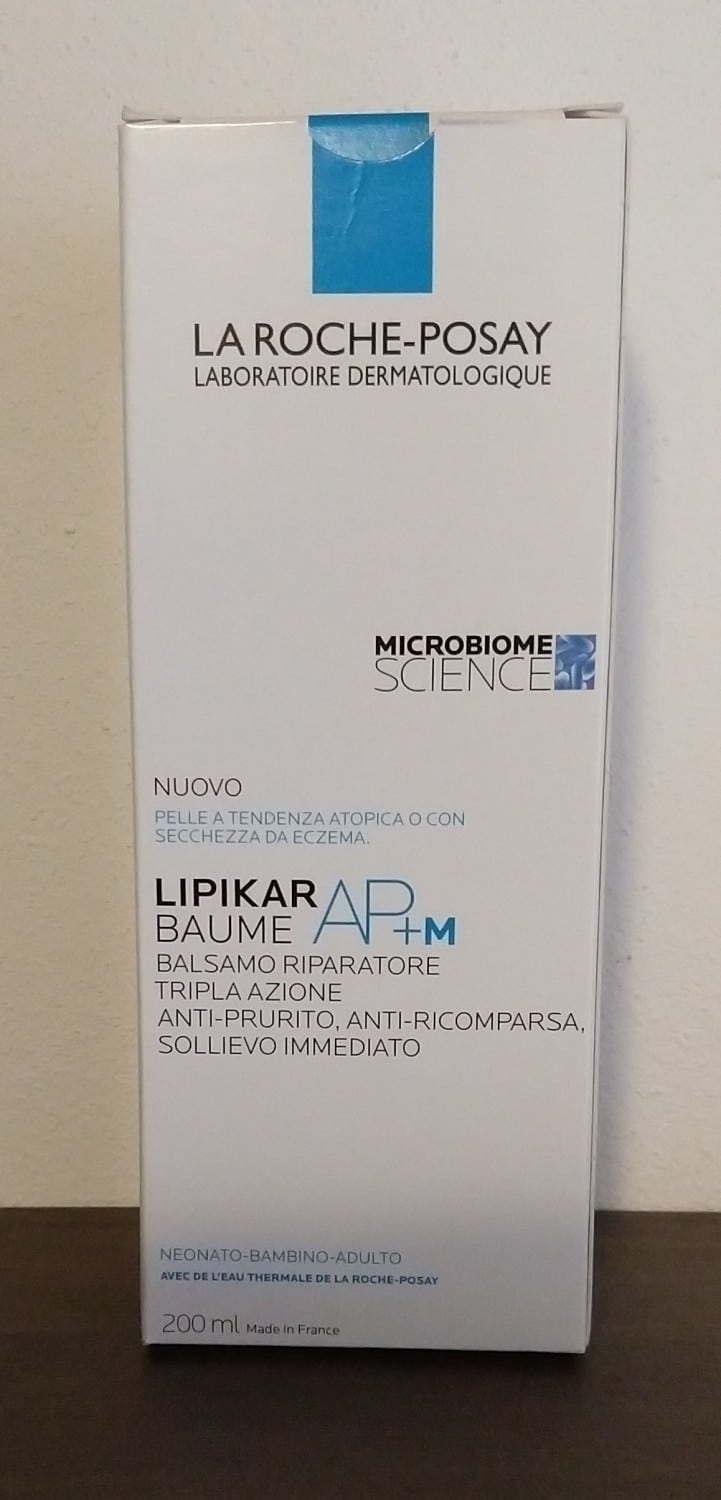 LA ROCHE-POSAY
LABORATOIRE DERMATOLOGIQUE
MICROBIOME
SCIENCE
NUOVO
PELLE A TENDENZA ATOPICA O CON
SECCHEZZA DA ECZEMA.
LIPIKAR
BAUME AP+M
BALSAMO RIPARATORE
TRIPLA AZIONE
ANTI-PRURITO, ANTI-RICOMPARSA,
SOLLIEVO IMMEDIATO
NEONATO-BAMBINO-ADULTO
AVEC DE L'EAU THERMALE DE LA ROCHE-POSAY
200 ml Made in France